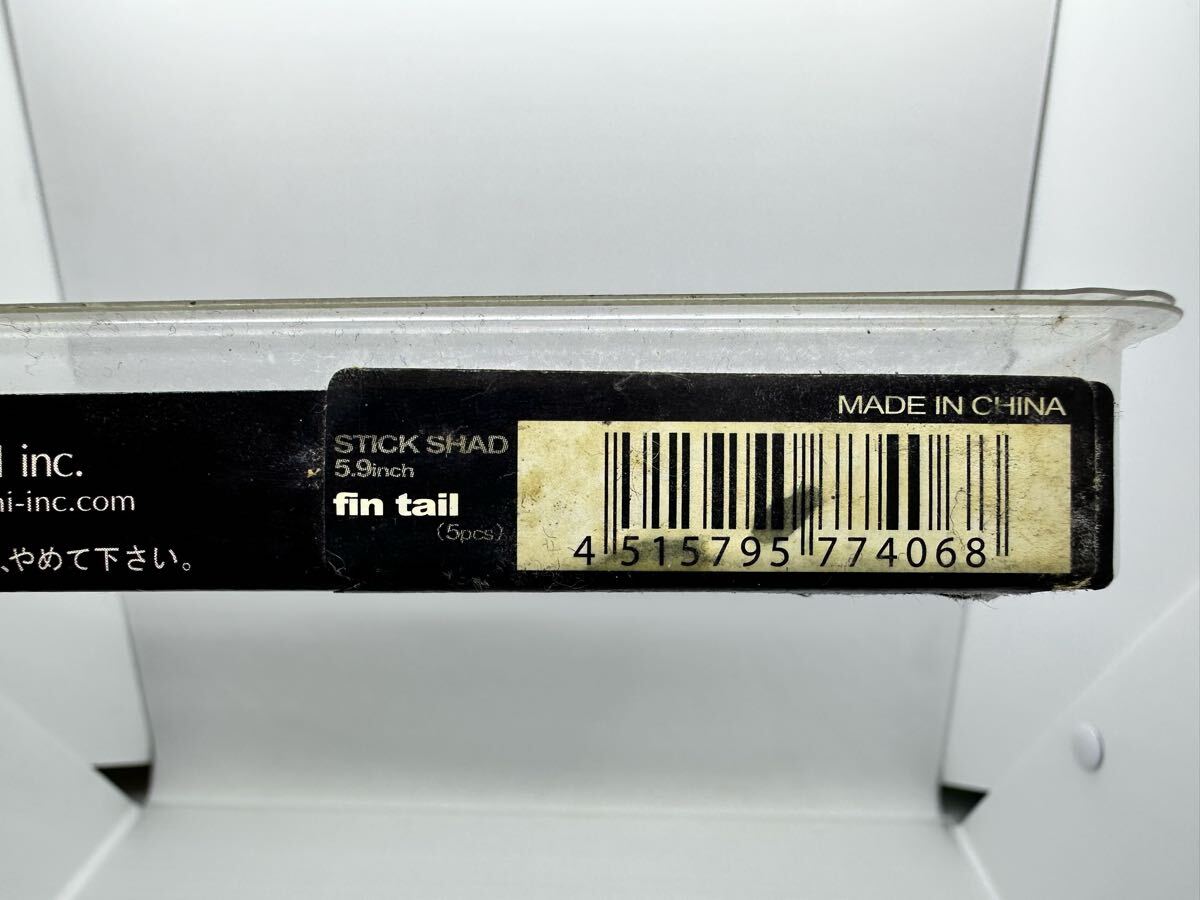 MADE IN CHINA
STICK SHAD
5.9inch
fin tail
(5pcs)
4 515795 774068
inc.
i-inc.com
、やめて下さい。